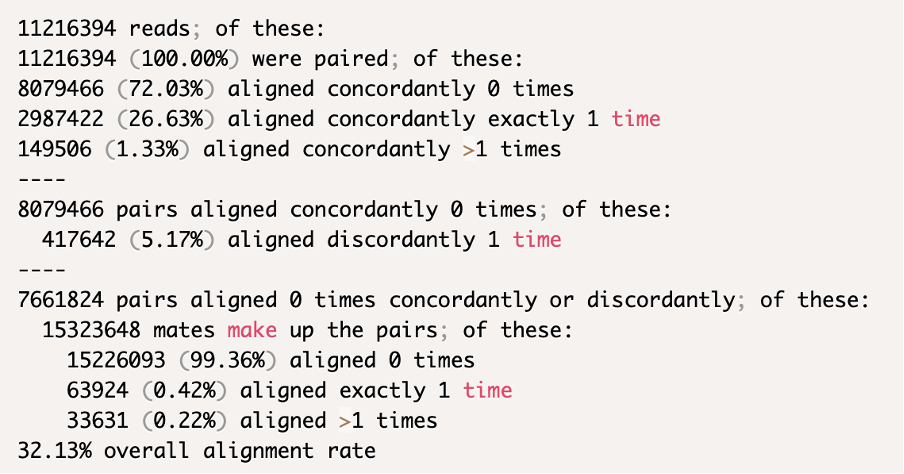 11216394 reads; of these:
11216394 (100.00%) were paired; of these:
8079466 (72.03%) aligned concordantly 0 times
2987422 (26.63%) aligned concordantly exactly 1 time
149506 (1.33%) aligned concordantly >1 times
----
8079466 pairs aligned concordantly 0 times; of these:
  417642 (5.17%) aligned discordantly 1 time
----
7661824 pairs aligned 0 times concordantly or discordantly; of these:
  15323648 mates make up the pairs; of these:
    15226093 (99.36%) aligned 0 times
    63924 (0.42%) aligned exactly 1 time
    33631 (0.22%) aligned >1 times
32.13% overall alignment rate